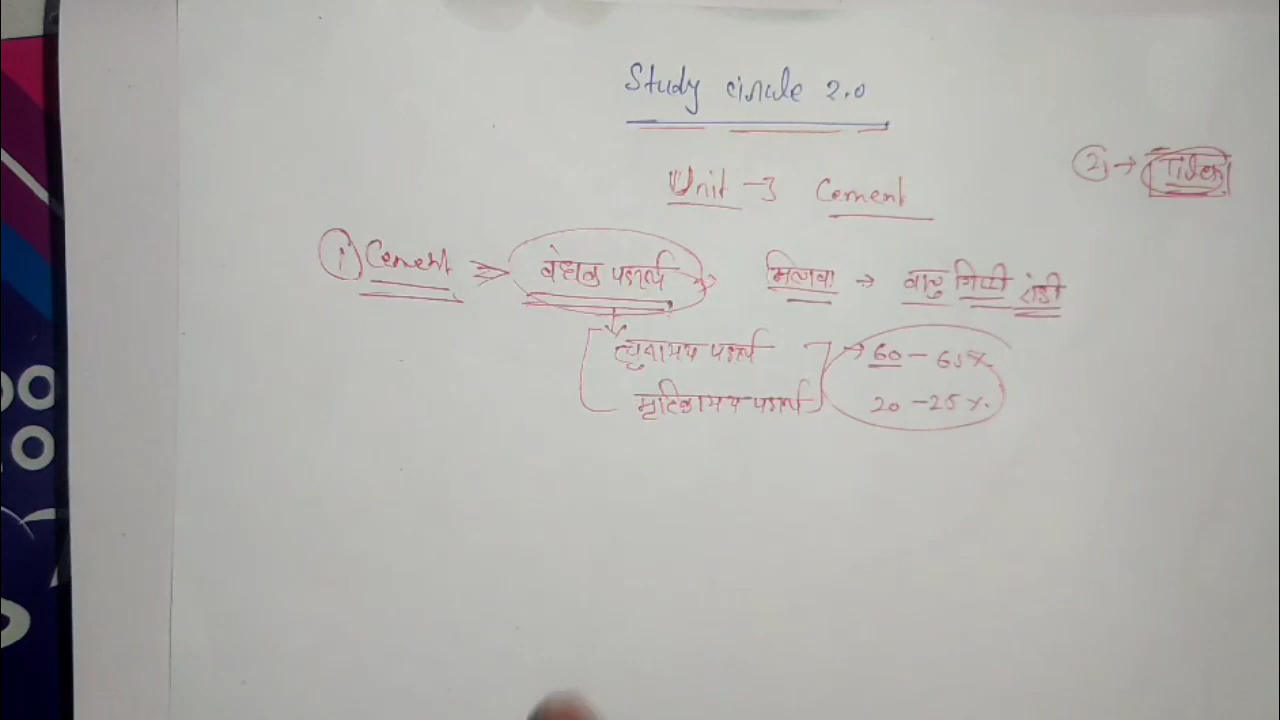 Study circle 2.0
Unit -3 Cement
2 → Tiles
1) Cement ⇒ बंधक पदार्थ → मिलावा → बालू गिट्टी रोडी
चूनामय पदार्थ → 60 - 65%
मृतिकामय पदार्थ 20 - 25%.